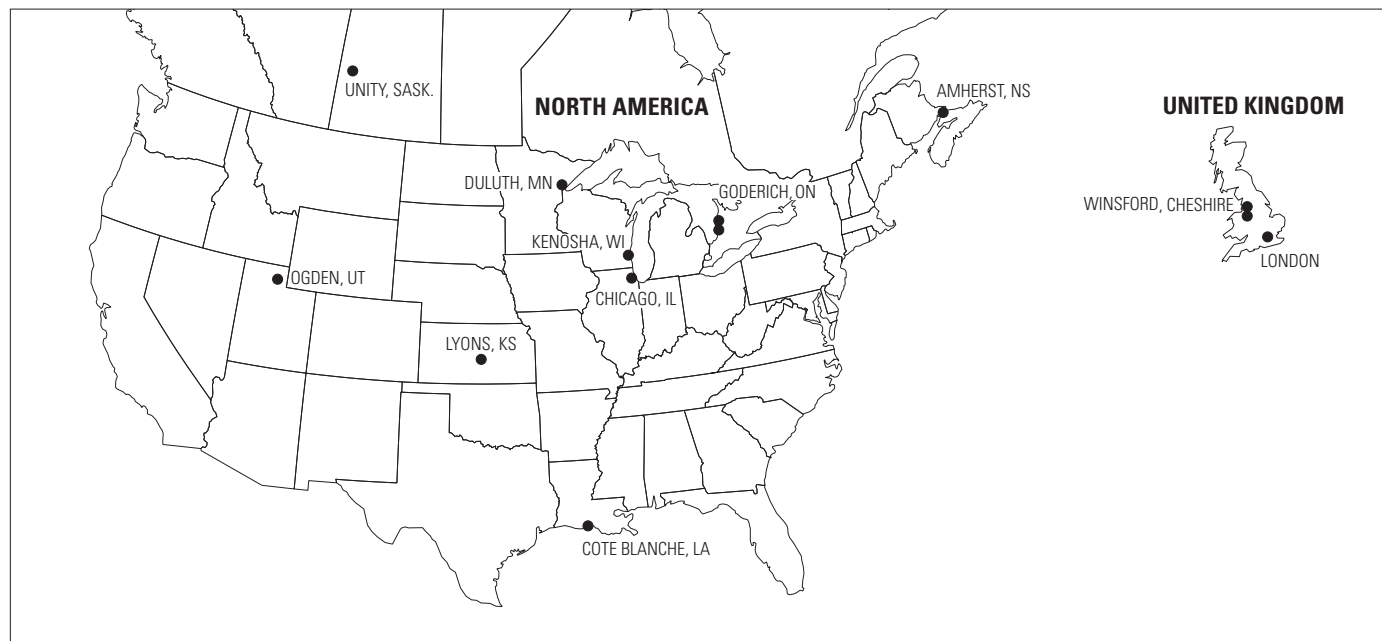 UNITY, SASK.
NORTH AMERICA
AMHERST, NS
UNITED KINGDOM
DULUTH, MN
GODERICH, ON
WINSFORD, CHESHIRE
KENOSHA, WI
LONDON
OGDEN, UT
CHICAGO, IL
LYONS, KS
COTE BLANCHE, LA